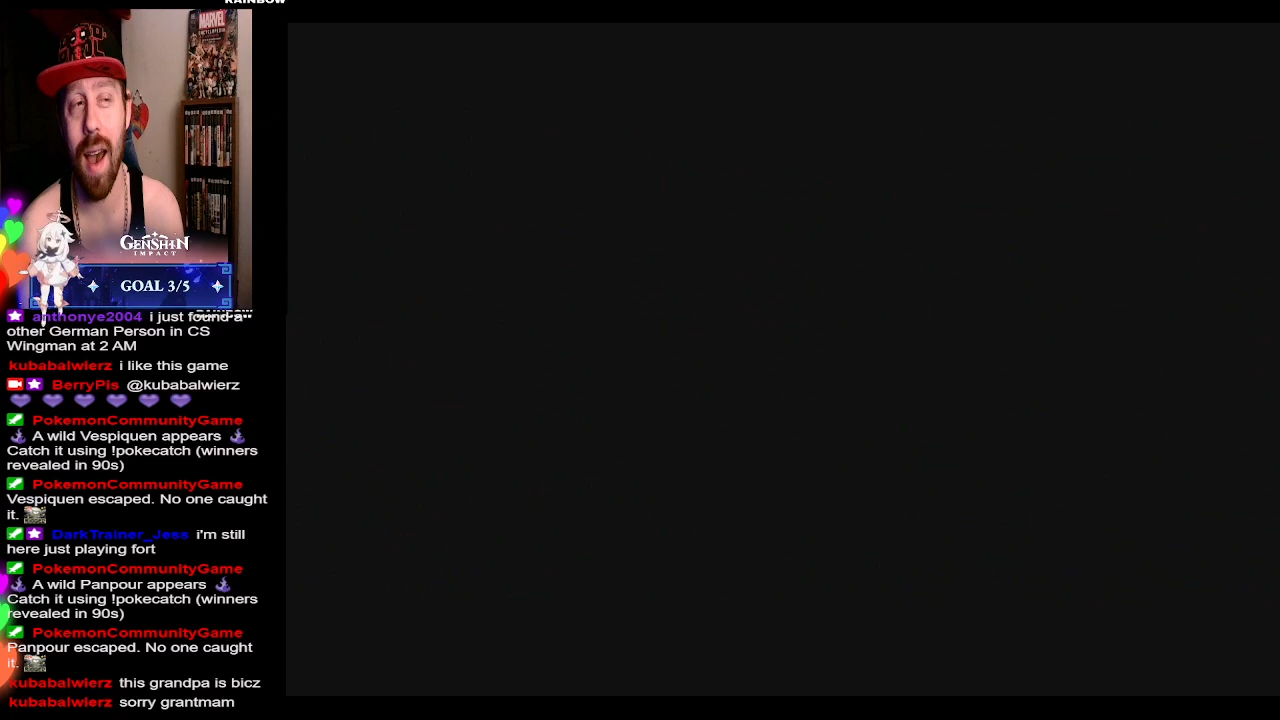 RAINBOW
MARVEL
ENCYCLOPEDIA
GENSHIN
IMPACT
GOAL 3/5
anthonye2004 i just found a
other German Person in CS
Wingman at 2 AM
kubabalwierz i like this game
BerryPis @kubabalwierz
PokemonCommunityGame
A wild Vespiquen appears
Catch it using !pokecatch (winners
revealed in 90s)
PokemonCommunityGame
Vespiquen escaped. No one caught
it.
DarkTrainer_Jess i'm still
here just playing fort
PokemonCommunityGame
A wild Panpour appears
Catch it using !pokecatch (winners
revealed in 90s)
PokemonCommunityGame
Panpour escaped. No one caught
it.
kubabalwierz this grandpa is bicz
kubabalwierz sorry grantmam